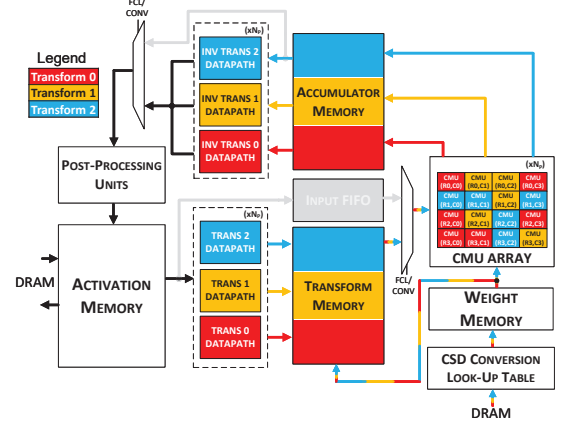 FCL/
CONV
(xNₚ)
Legend
Transform 0
Transform 1
Transform 2
INV TRANS 2
DATAPATH
INV TRANS 1
DATAPATH
INV TRANS 0
DATAPATH
ACCUMULATOR
MEMORY
POST-PROCESSING
UNITS
INPUT FIFO
(xNₚ)
CMU
(R0,C0)
CMU
(R0,C1)
CMU
(R0,C2)
CMU
(R0,C3)
CMU
(R1,C0)
CMU
(R1,C1)
CMU
(R1,C2)
CMU
(R1,C3)
CMU
(R2,C0)
CMU
(R2,C1)
CMU
(R2,C2)
CMU
(R2,C3)
CMU
(R3,C0)
CMU
(R3,C1)
CMU
(R3,C2)
CMU
(R3,C3)
CMU ARRAY
(xNₚ)
TRANS 2
DATAPATH
TRANS 1
DATAPATH
TRANS 0
DATAPATH
TRANSFORM
MEMORY
FCL/
CONV
DRAM
ACTIVATION
MEMORY
WEIGHT
MEMORY
CSD CONVERSION
LOOK-UP TABLE
DRAM